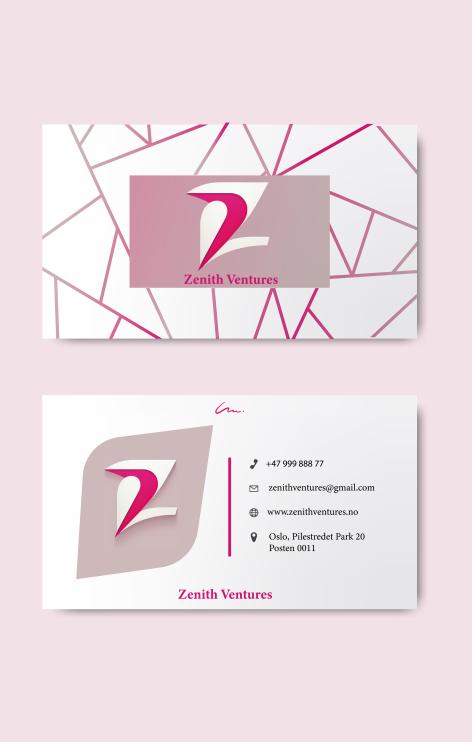 Zenith Ventures
+47 999 888 77
zenithventures@gmail.com
www.zenithventures.no
Oslo, Pilestredet Park 20
Posten 0011
Zenith Ventures